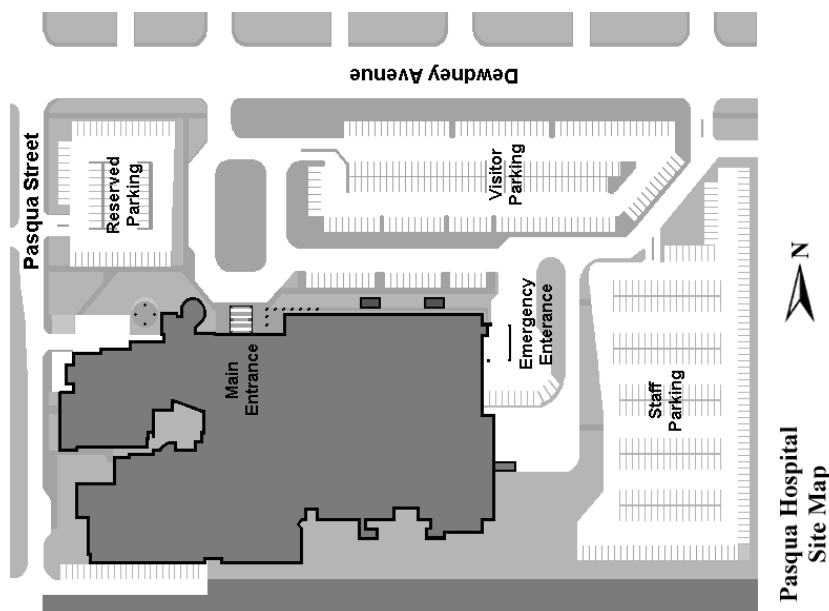 Dewdney Avenue
Pasqua Street
Reserved
Parking
Visitor
Parking
Main
Entrance
Emergency
Enterance
Staff
Parking
N
Pasqua Hospital
Site Map